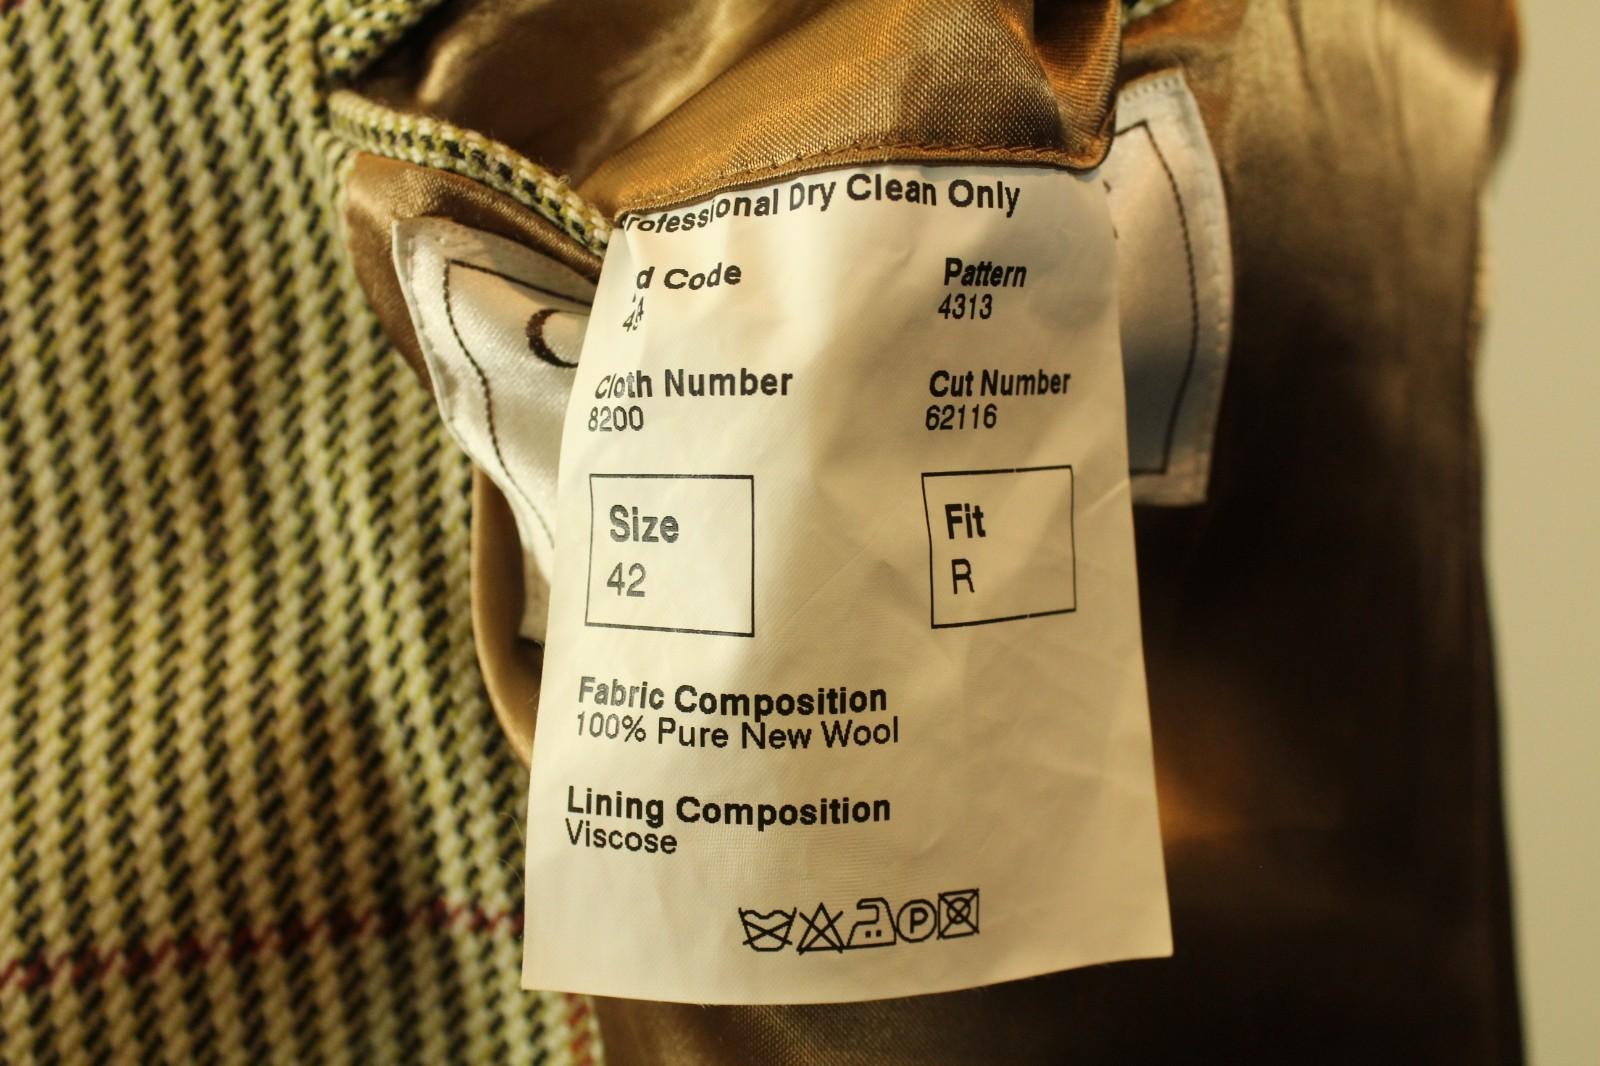 Professional Dry Clean Only
d Code
Pattern
4313
Cloth Number
8200
Cut Number
62116
Size
42
Fit
R
Fabric Composition
100% Pure New Wool
Lining Composition
Viscose
P